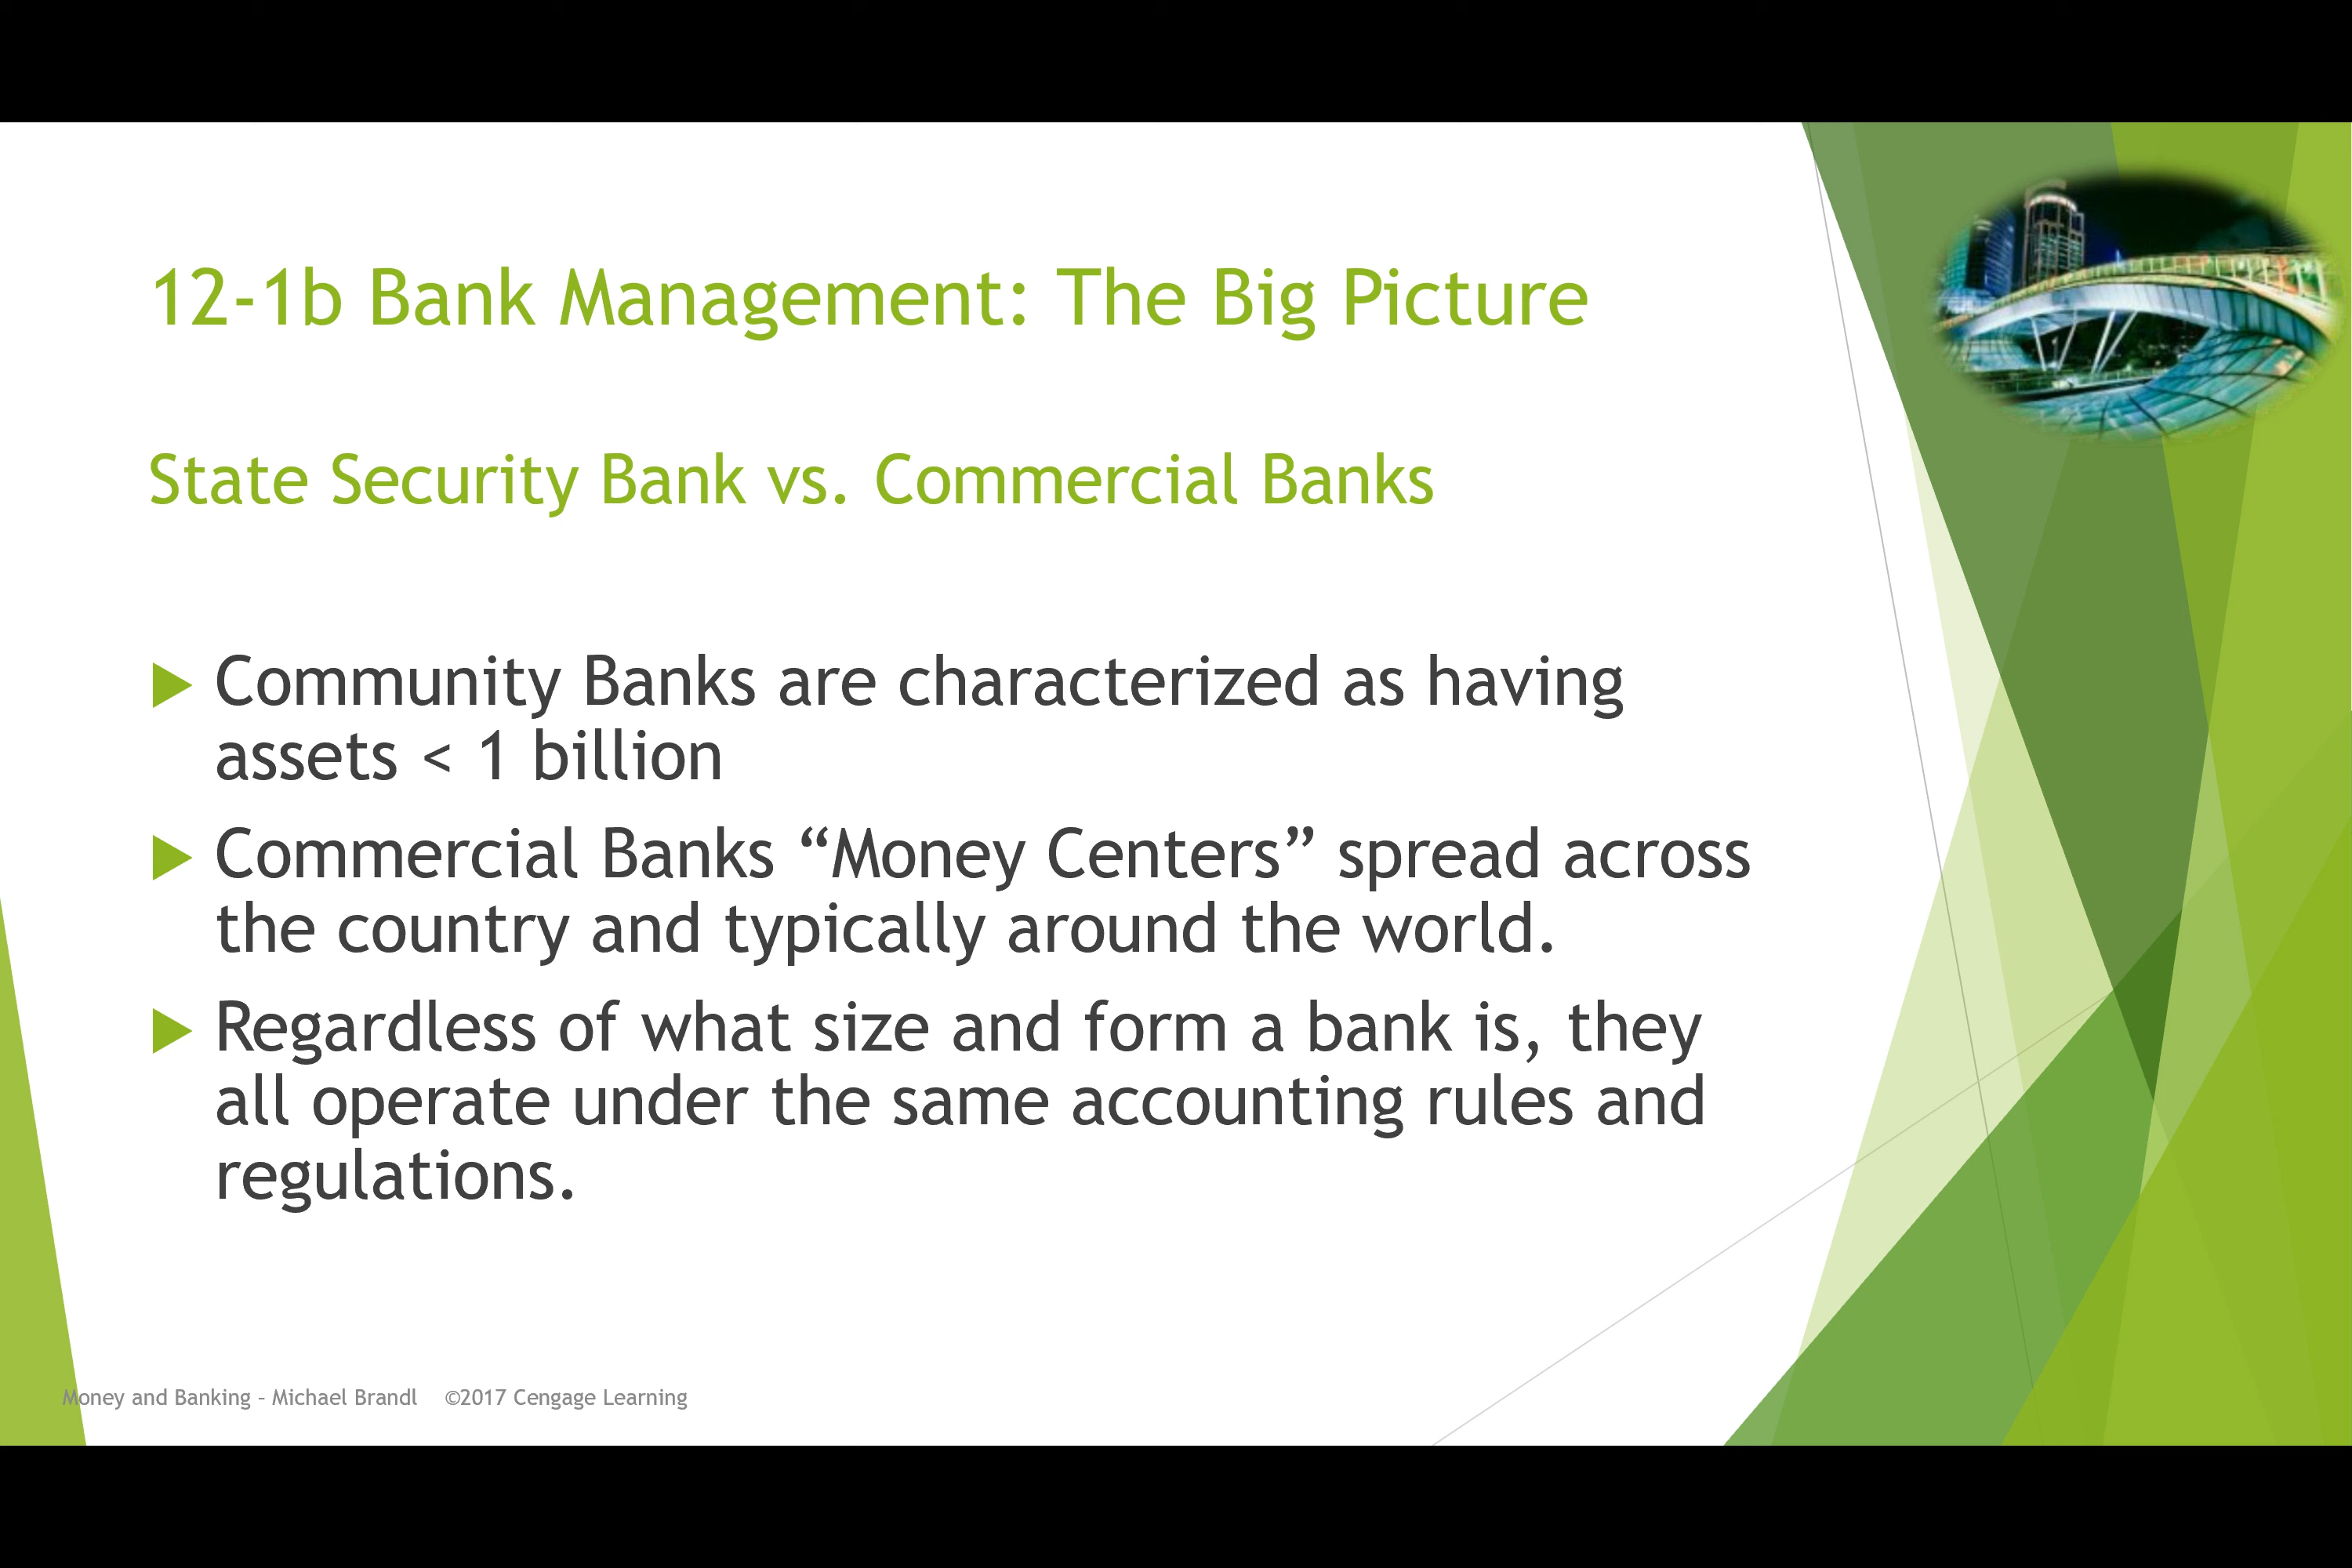 12-1b Bank Management: The Big Picture
State Security Bank vs. Commercial Banks
Community Banks are characterized as having
assets < 1 billion
Commercial Banks “Money Centers” spread across
the country and typically around the world.
Regardless of what size and form a bank is, they
all operate under the same accounting rules and
regulations.
Money and Banking – Michael Brandl ©2017 Cengage Learning